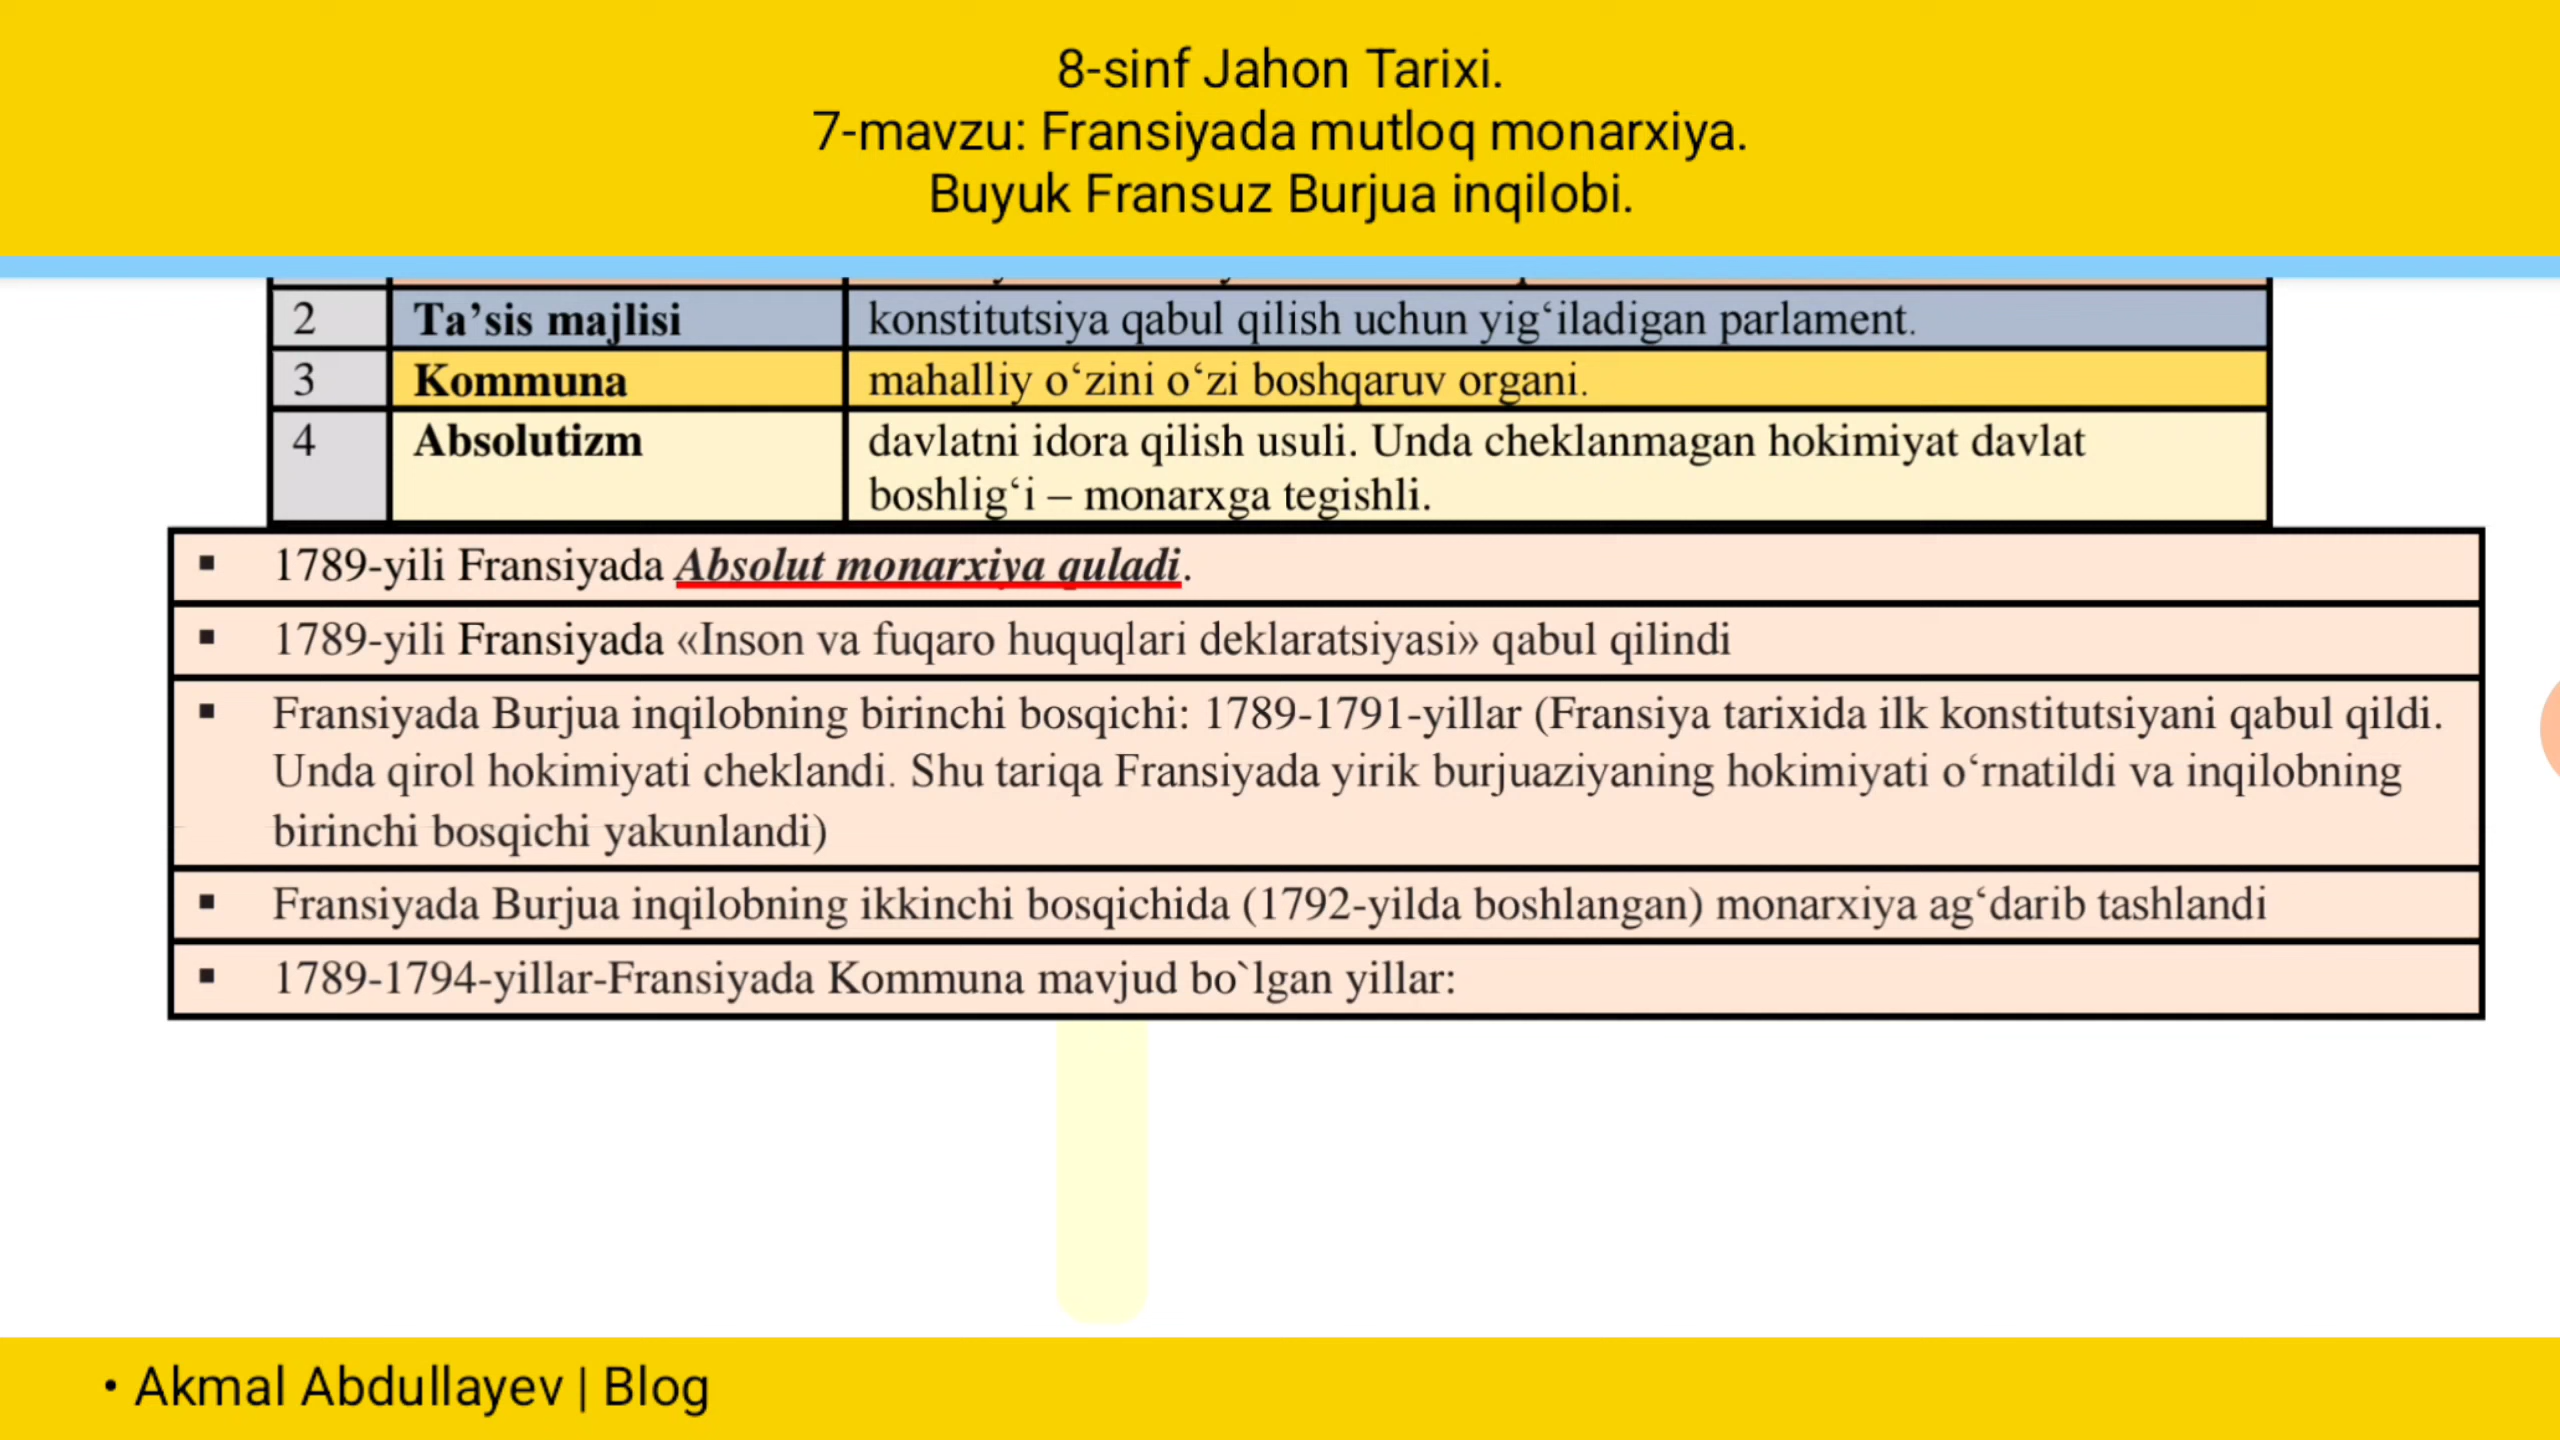 8-sinf Jahon Tarixi.
7-mavzu: Fransiyada mutloq monarxiya.
Buyuk Fransuz Burjua inqilobi.
2 Ta’sis majlisi konstitutsiya qabul qilish uchun yig‘iladigan parlament.
3 Kommuna mahalliy o‘zini o‘zi boshqaruv organi.
4 Absolutizm davlatni idora qilish usuli. Unda cheklanmagan hokimiyat davlat
boshlig‘i – monarxga tegishli.
▪ 1789-yili Fransiyada Absolut monarxiya quladi.
▪ 1789-yili Fransiyada «Inson va fuqaro huquqlari deklaratsiyasi» qabul qilindi
▪ Fransiyada Burjua inqilobning birinchi bosqichi: 1789-1791-yillar (Fransiya tarixida ilk konstitutsiyani qabul qildi.
Unda qirol hokimiyati cheklandi. Shu tariqa Fransiyada yirik burjuaziyaning hokimiyati o‘rnatildi va inqilobning
birinchi bosqichi yakunlandi)
▪ Fransiyada Burjua inqilobning ikkinchi bosqichida (1792-yilda boshlangan) monarxiya ag‘darib tashlandi
▪ 1789-1794-yillar-Fransiyada Kommuna mavjud bo`lgan yillar:
• Akmal Abdullayev | Blog